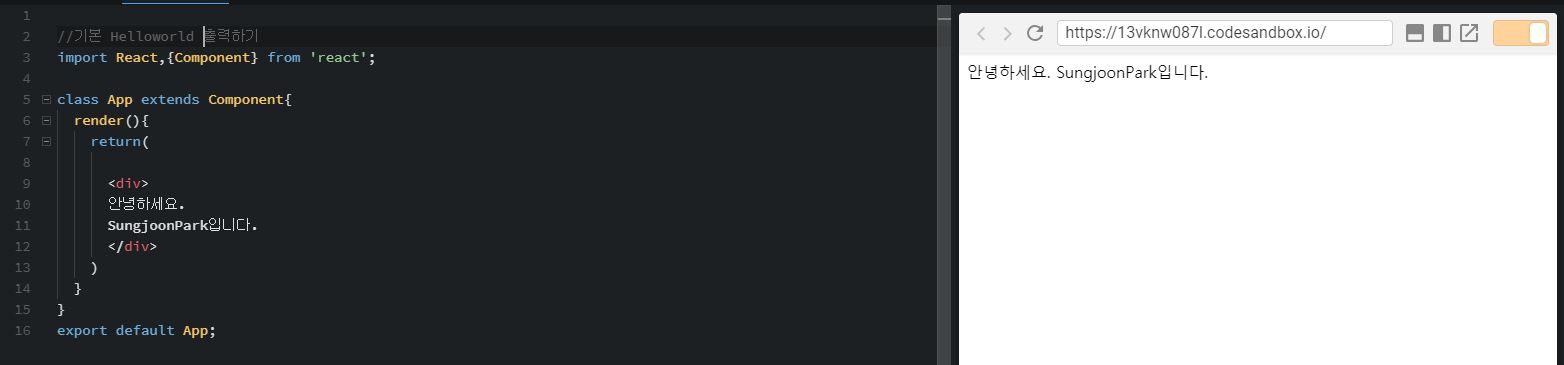 1
2 //기본 Helloworld 출력하기
3 import React,{Component} from 'react';
4
5 class App extends Component{
6 render(){
7 return(
8
9 <div>
10 안녕하세요.
11 SungjoonPark입니다.
12 </div>
13 )
14 }
15 }
16 export default App;
https://13vknw087l.codesandbox.io/
안녕하세요. SungjoonPark입니다.